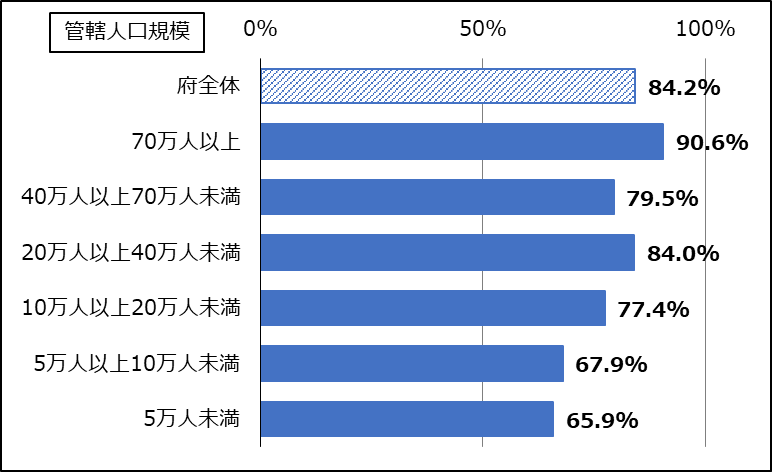 管轄人口規模
0%
50%
100%
府全体
84.2%
70万人以上
90.6%
40万人以上70万人未満
79.5%
20万人以上40万人未満
84.0%
10万人以上20万人未満
77.4%
5万人以上10万人未満
67.9%
5万人未満
65.9%